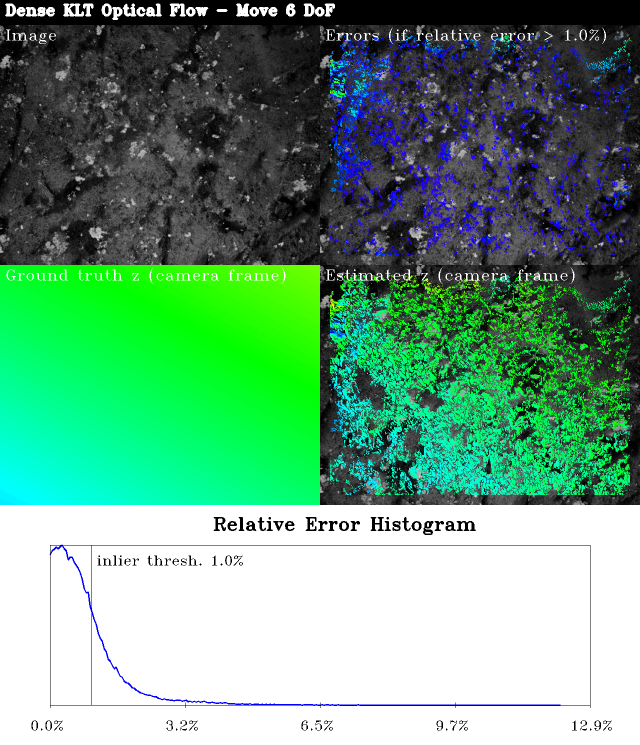 Dense KLT Optical Flow - Move 6 DoF
Image
Errors (if relative error > 1.0%)
Ground truth z (camera frame)
Estimated z (camera frame)
Relative Error Histogram
inlier thresh. 1.0%
0.0% 3.2% 6.5% 9.7% 12.9%